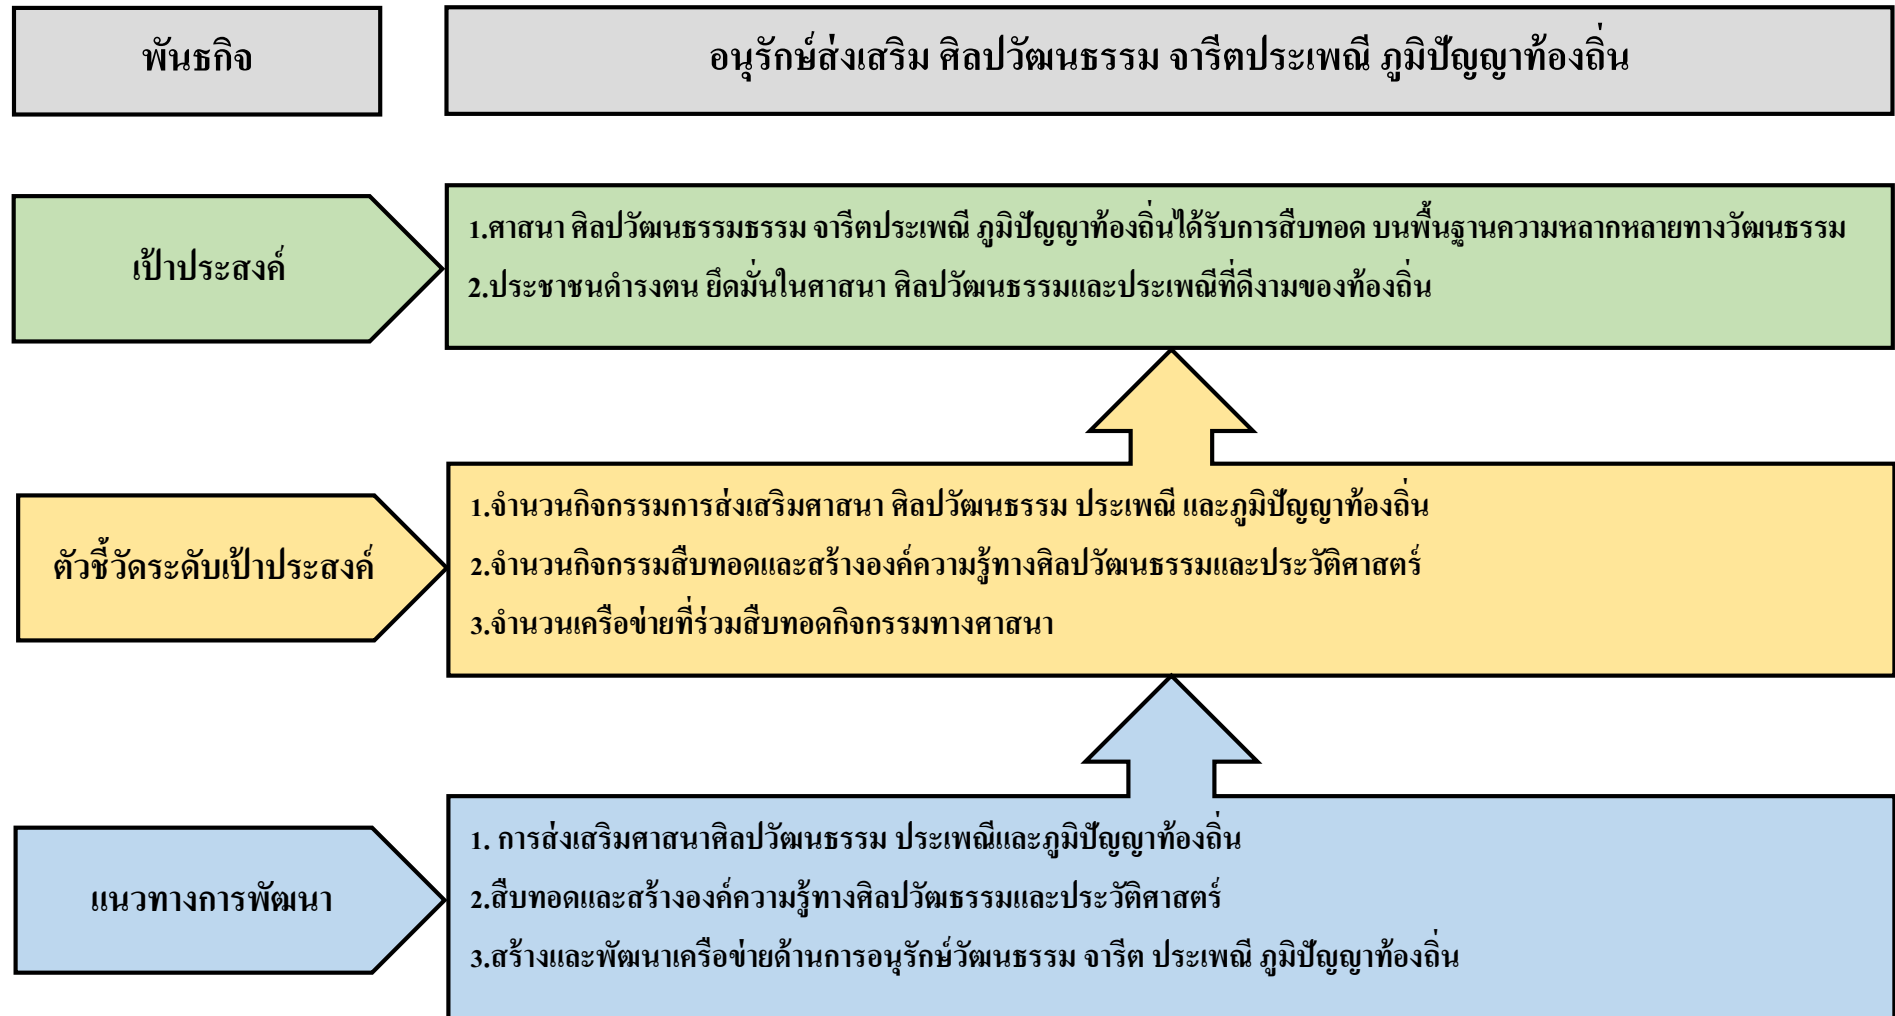 พันธกิจ
อนุรักษ์ส่งเสริม ศิลปวัฒนธรรม จารีตประเพณี ภูมิปัญญาท้องถิ่น
เป้าประสงค์
1.ศาสนา ศิลปวัฒนธรรมธรรม จารีตประเพณี ภูมิปัญญาท้องถิ่นได้รับการสืบทอด บนพื้นฐานความหลากหลายทางวัฒนธรรม
2.ประชาชนดำรงตน ยึดมั่นในศาสนา ศิลปวัฒนธรรมและประเพณีที่ดีงามของท้องถิ่น
ตัวชี้วัดระดับเป้าประสงค์
1.จำนวนกิจกรรมการส่งเสริมศาสนา ศิลปวัฒนธรรม ประเพณี และภูมิปัญญาท้องถิ่น
2.จำนวนกิจกรรมสืบทอดและสร้างองค์ความรู้ทางศิลปวัฒนธรรมและประวัติศาสตร์
3.จำนวนเครือข่ายที่ร่วมสืบทอดกิจกรรมทางศาสนา
แนวทางการพัฒนา
1. การส่งเสริมศาสนาศิลปวัฒนธรรม ประเพณีและภูมิปัญญาท้องถิ่น
2.สืบทอดและสร้างองค์ความรู้ทางศิลปวัฒธรรมและประวัติศาสตร์
3.สร้างและพัฒนาเครือข่ายด้านการอนุรักษ์วัฒนธรรม จารีต ประเพณี ภูมิปัญญาท้องถิ่น